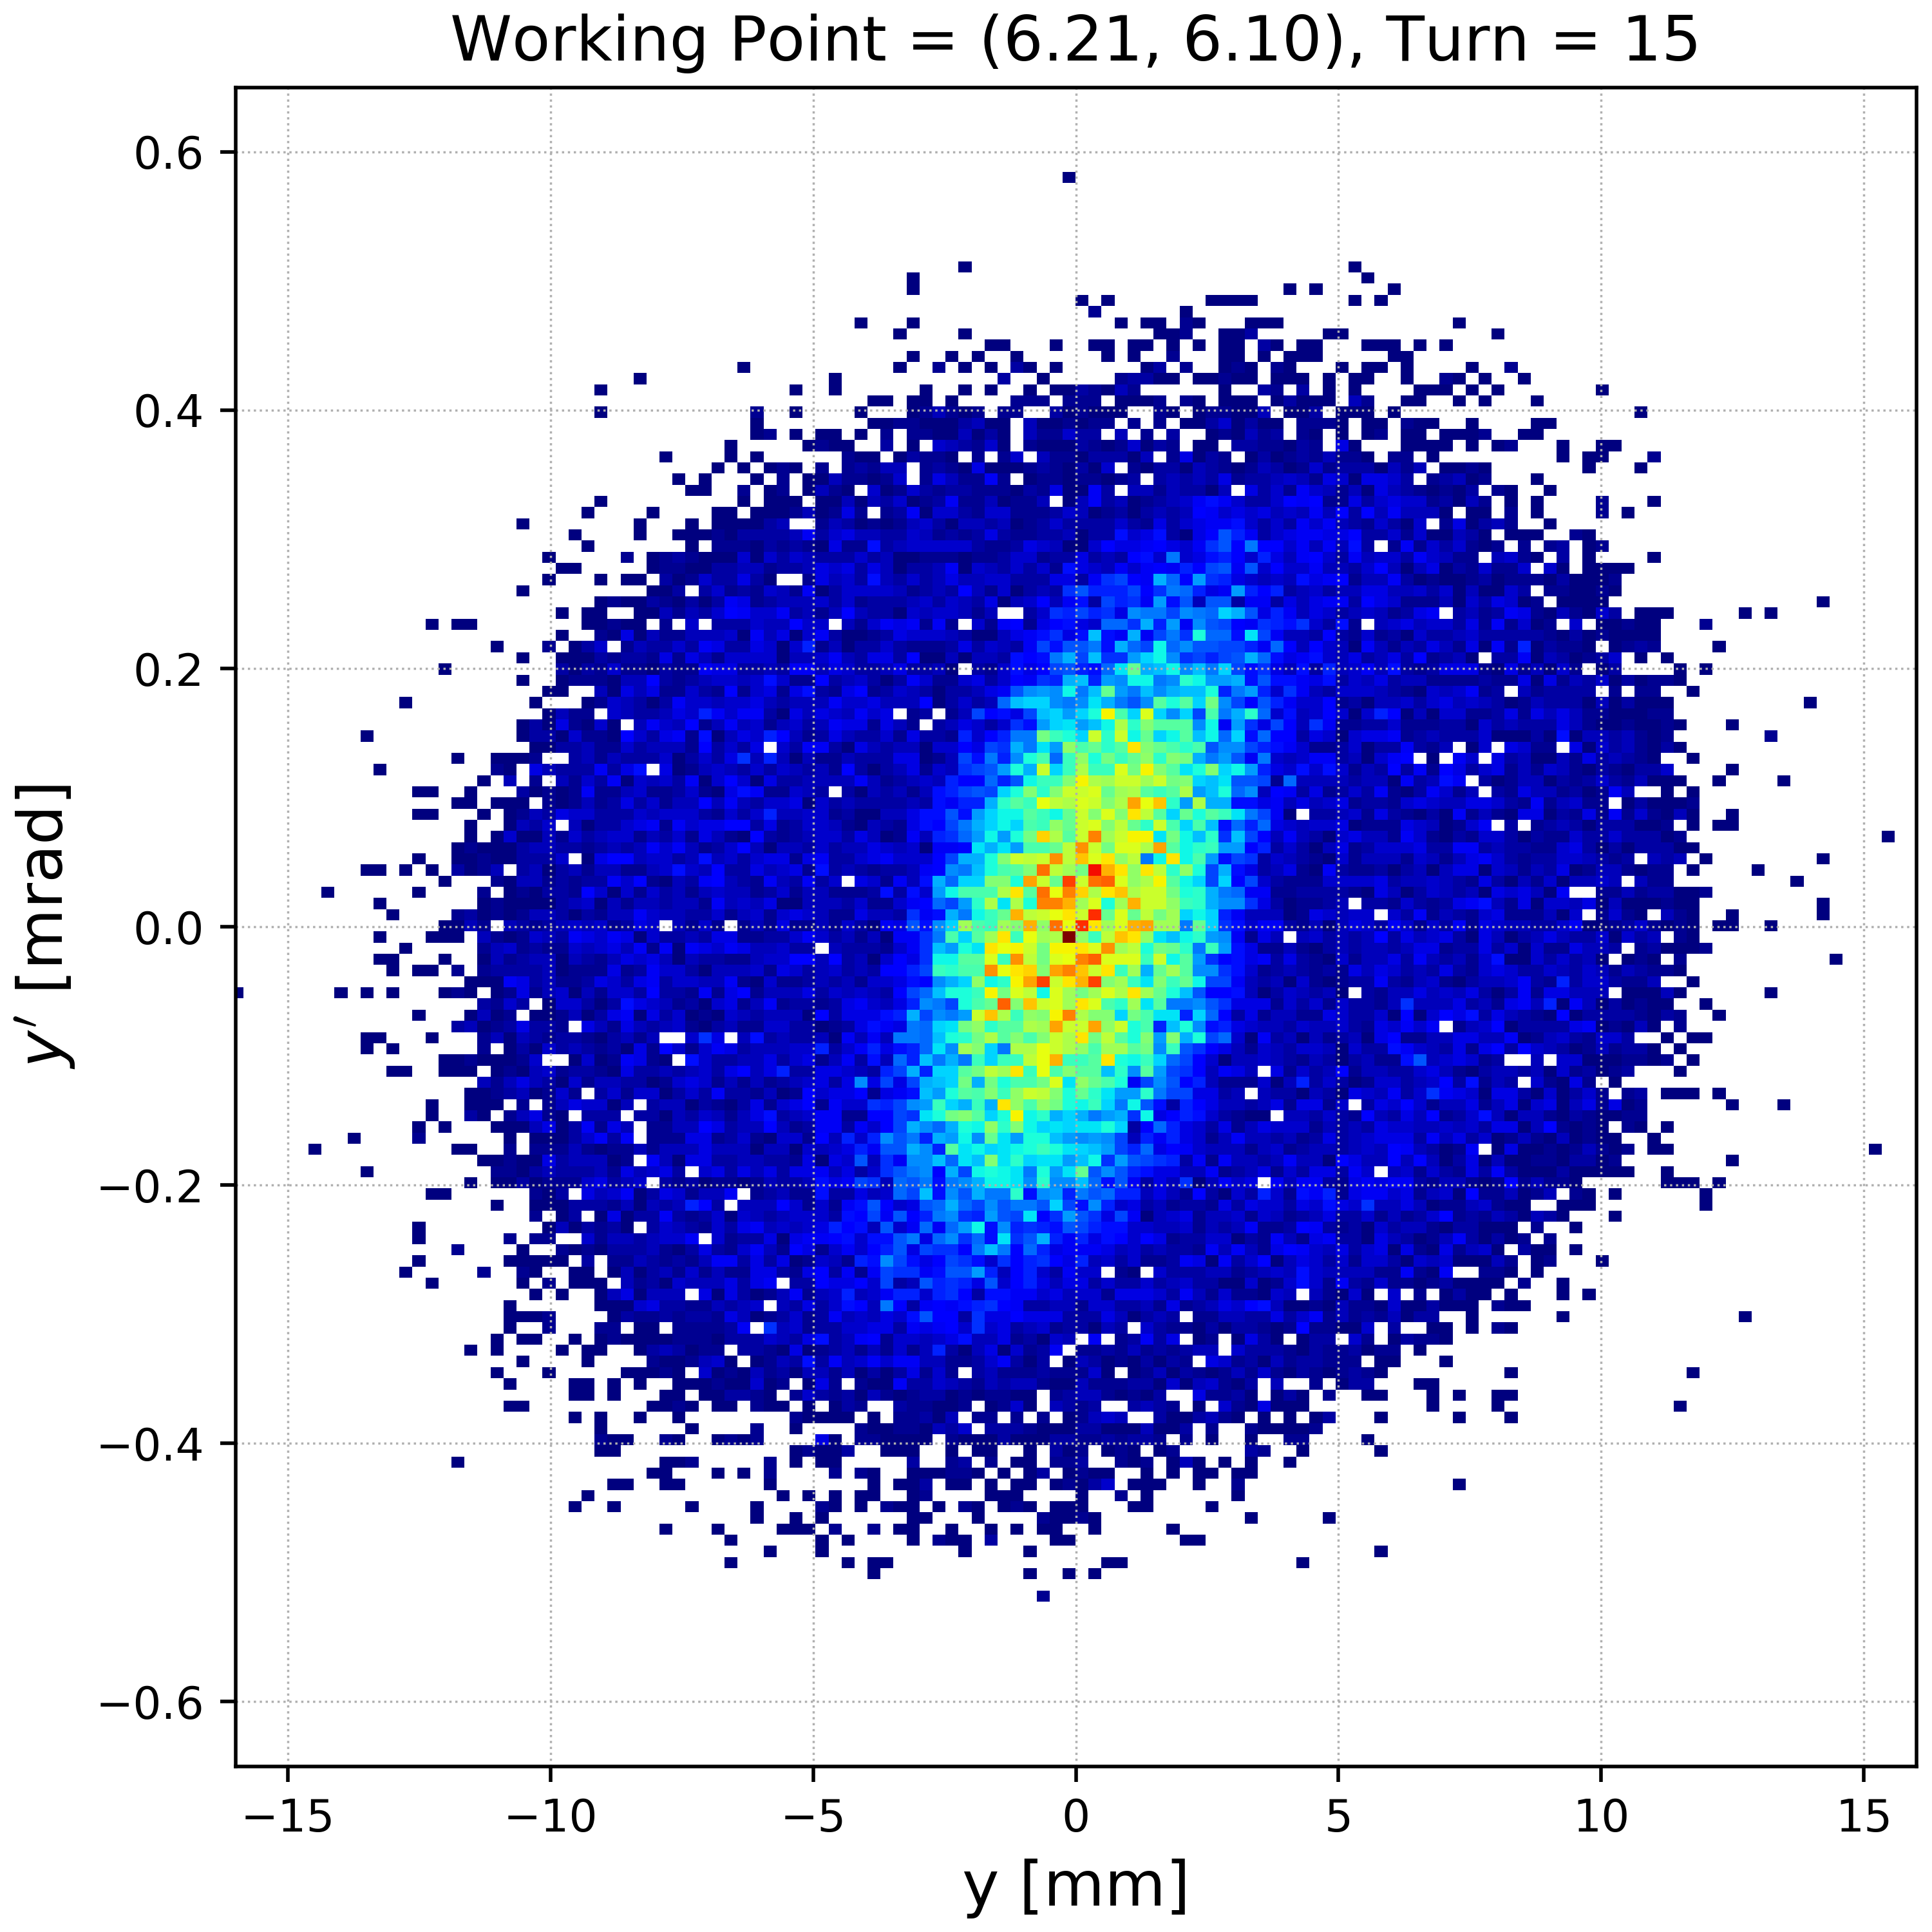 Working Point = (6.21, 6.10), Turn = 15
0.6
0.4
0.2
0.0
−0.2
−0.4
−0.6
y′ [mrad]
−15 −10 −5 0 5 10 15
y [mm]